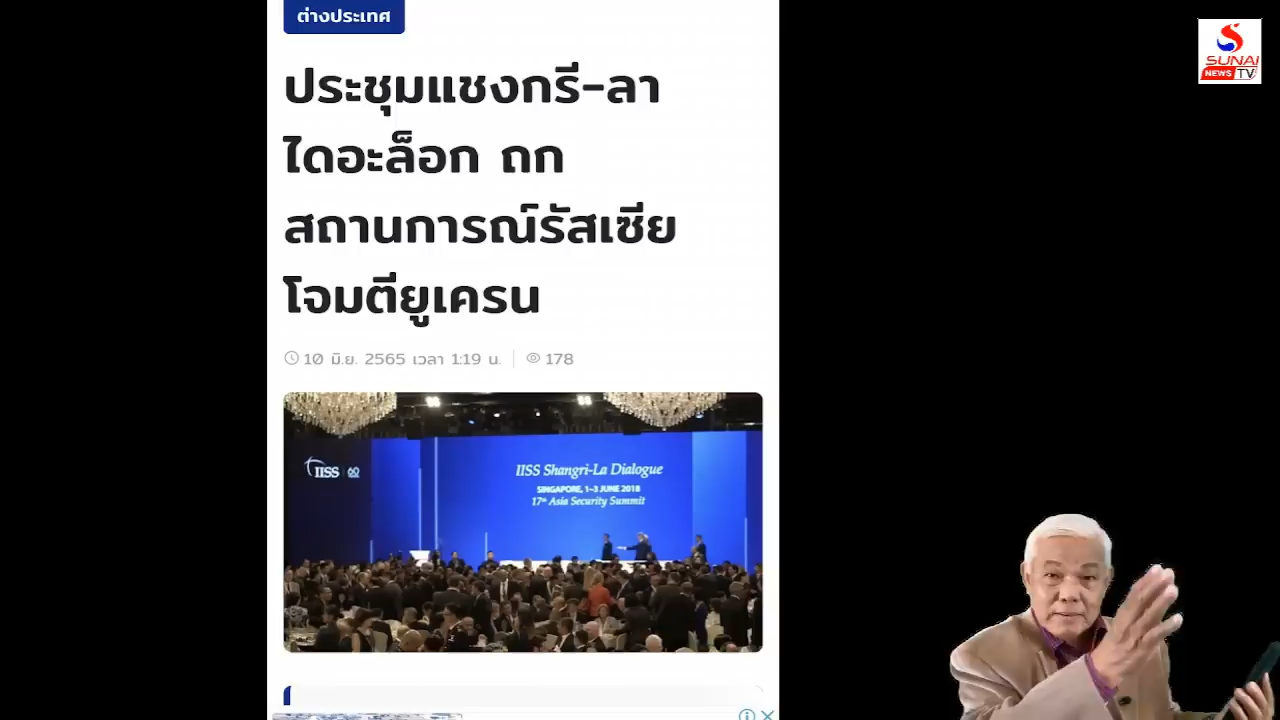 ต่างประเทศ
SUNAI
NEWS TV
ประชุมแชงกรี-ลา
ไดอะล็อก ถก
สถานการณ์รัสเซีย
โจมตียูเครน
10 มิ.ย. 2565 เวลา 1:19 น. 178
IISS 60
IISS Shangri-La Dialogue
SINGAPORE, 1–3 JUNE 2018
17th Asia Security Summit